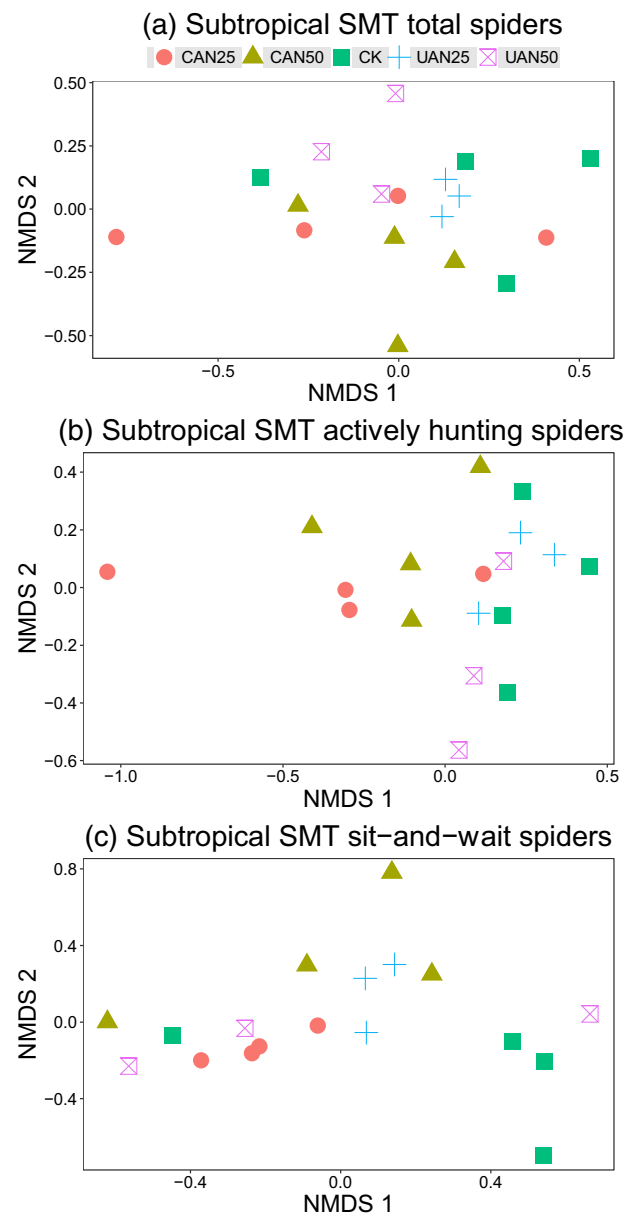 (a) Subtropical SMT total spiders
CAN25 CAN50 CK UAN25 UAN50
0.50
0.25
0.00
−0.25
−0.50
NMDS 2
−0.5 0.0 0.5
NMDS 1
(b) Subtropical SMT actively hunting spiders
0.4
0.2
0.0
−0.2
−0.4
−0.6
NMDS 2
−1.0 −0.5 0.0 0.5
NMDS 1
(c) Subtropical SMT sit−and−wait spiders
0.8
0.4
0.0
−0.4
NMDS 2
−0.4 0.0 0.4
NMDS 1